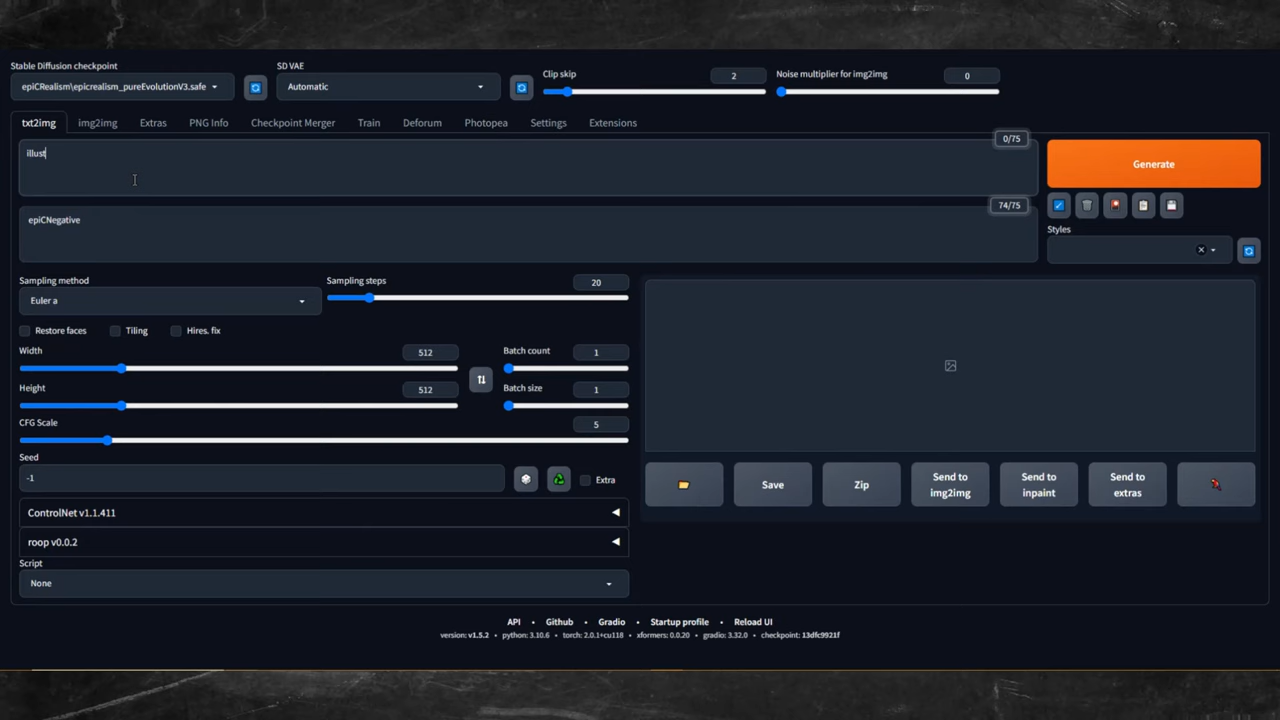 Stable Diffusion checkpoint
epiCRealism\epicrealism_pureEvolutionV3.safe
SD VAE
Automatic
Clip skip
2
Noise multiplier for img2img
0
txt2img
img2img
Extras
PNG Info
Checkpoint Merger
Train
Deforum
Photopea
Settings
Extensions
illust
0/75
Generate
epiCNegative
74/75
Styles
Sampling method
Euler a
Sampling steps
20
Restore faces
Tiling
Hires. fix
Width
512
Batch count
1
Height
512
Batch size
1
CFG Scale
5
Seed
-1
Extra
Save
Zip
Send to
img2img
Send to
inpaint
Send to
extras
ControlNet v1.1.411
roop v0.0.2
Script
None
API • Github • Gradio • Startup profile • Reload UI
version: v1.5.2 • python: 3.10.6 • torch: 2.0.1+cu118 • xformers: 0.0.20 • gradio: 3.32.0 • checkpoint: 13dfc9921f